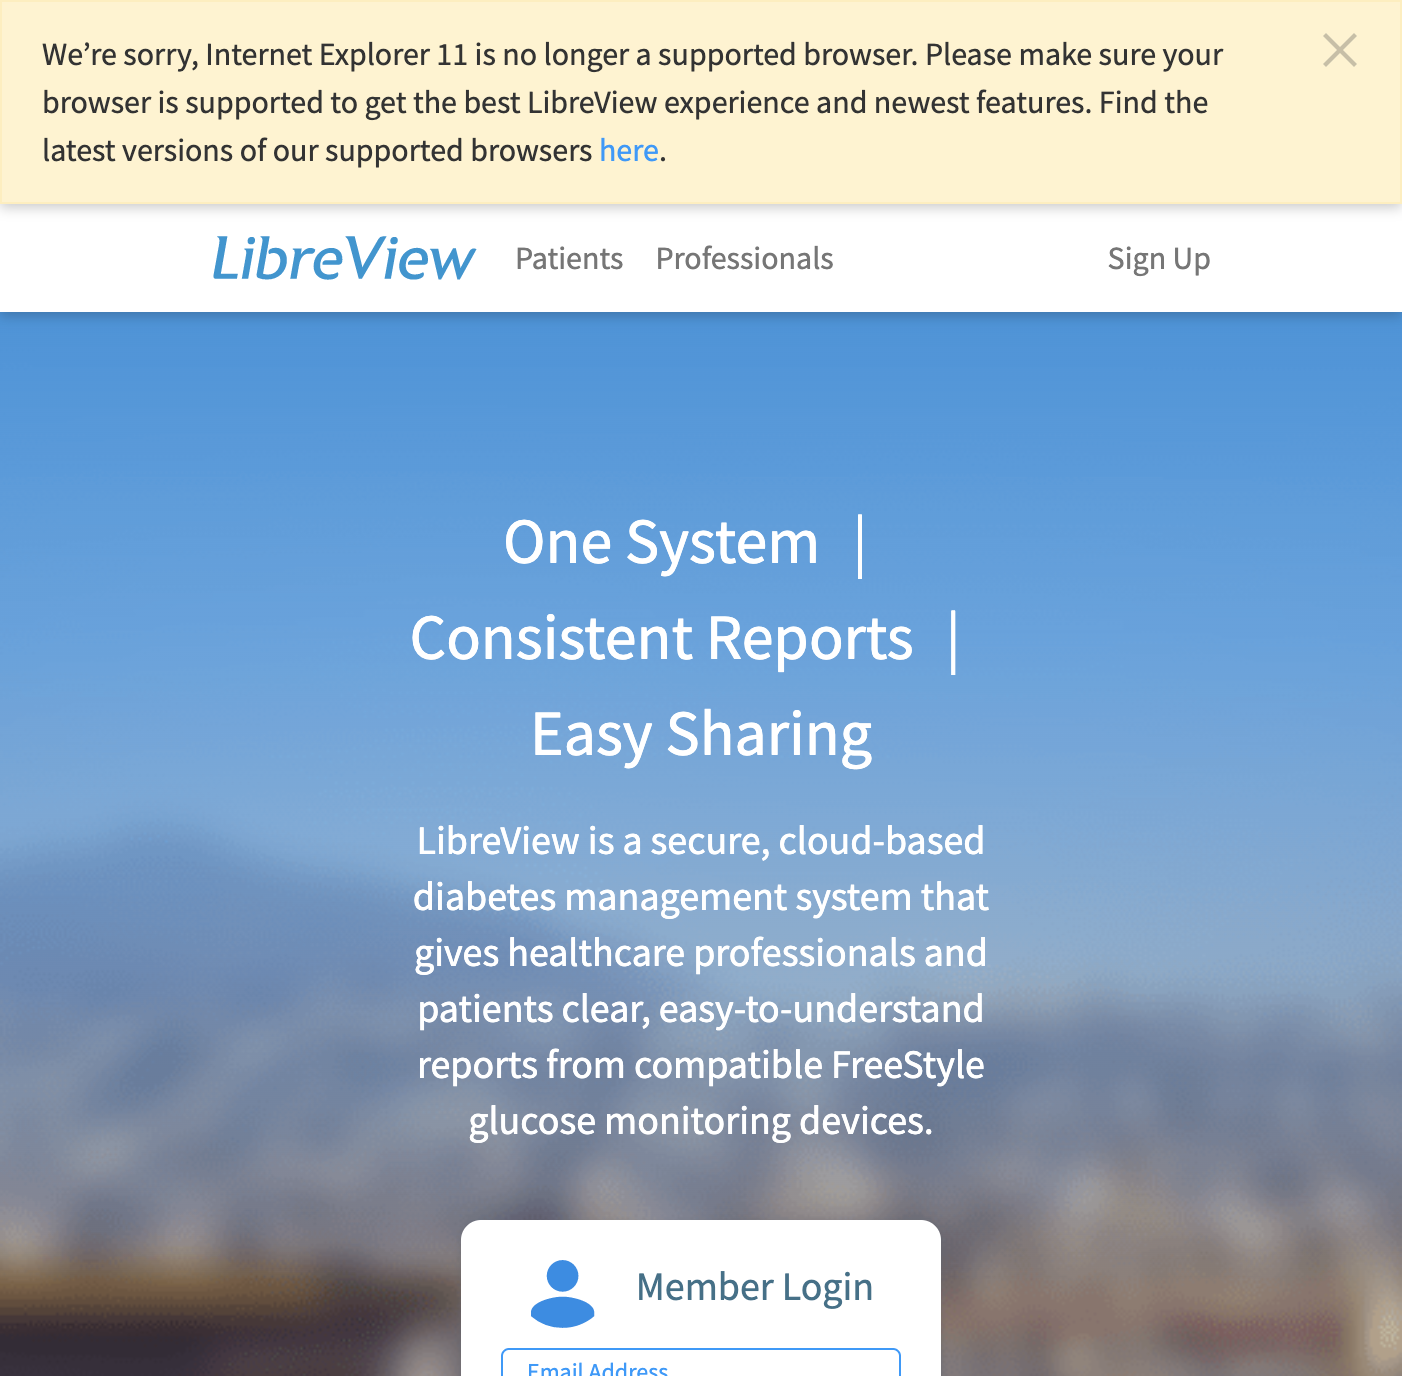 We’re sorry, Internet Explorer 11 is no longer a supported browser. Please make sure your
browser is supported to get the best LibreView experience and newest features. Find the
latest versions of our supported browsers here.
LibreView Patients Professionals Sign Up
One System |
Consistent Reports |
Easy Sharing
LibreView is a secure, cloud-based
diabetes management system that
gives healthcare professionals and
patients clear, easy-to-understand
reports from compatible FreeStyle
glucose monitoring devices.
Member Login
Email Address